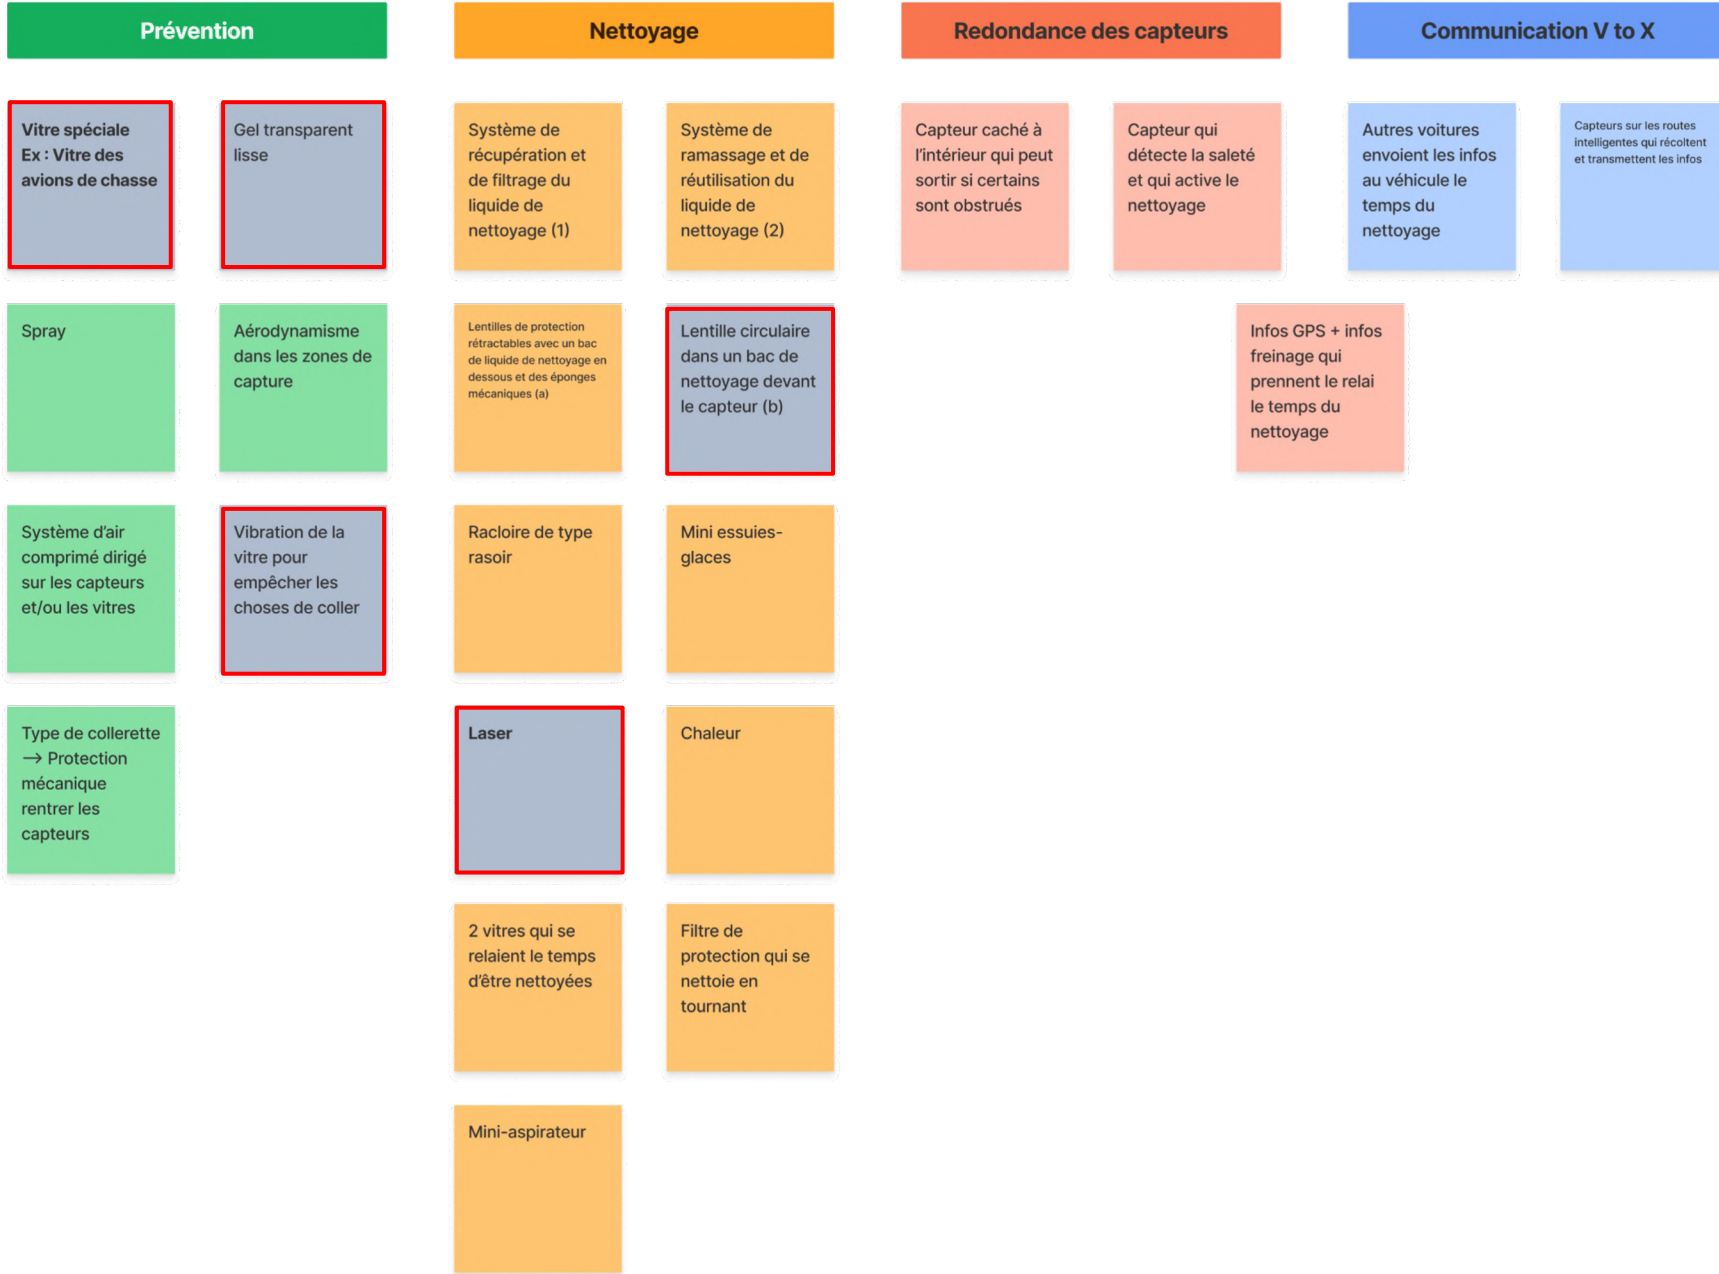 Prévention
Nettoyage
Redondance des capteurs
Communication V to X
Vitre spéciale
Ex : Vitre des
avions de chasse
Gel transparent
lisse
Système de
récupération et
de filtrage du
liquide de
nettoyage (1)
Système de
ramassage et de
réutilisation du
liquide de
nettoyage (2)
Capteur caché à
l'intérieur qui peut
sortir si certains
sont obstrués
Capteur qui
détecte la saleté
et qui active le
nettoyage
Autres voitures
envoient les infos
au véhicule le
temps du
nettoyage
Capteurs sur les routes
intelligentes qui récoltent
et transmettent les infos
Spray
Aérodynamisme
dans les zones de
capture
Lentilles de protection
rétractables avec un bac
de liquide de nettoyage en
dessous et des éponges
mécaniques (a)
Lentille circulaire
dans un bac de
nettoyage devant
le capteur (b)
Infos GPS + infos
freinage qui
prennent le relai
le temps du
nettoyage
Système d'air
comprimé dirigé
sur les capteurs
et/ou les vitres
Vibration de la
vitre pour
empêcher les
choses de coller
Racloire de type
rasoir
Mini essuies-
glaces
Type de collerette
→ Protection
mécanique
rentrer les
capteurs
Laser
Chaleur
2 vitres qui se
relaient le temps
d'être nettoyées
Filtre de
protection qui se
nettoie en
tournant
Mini-aspirateur